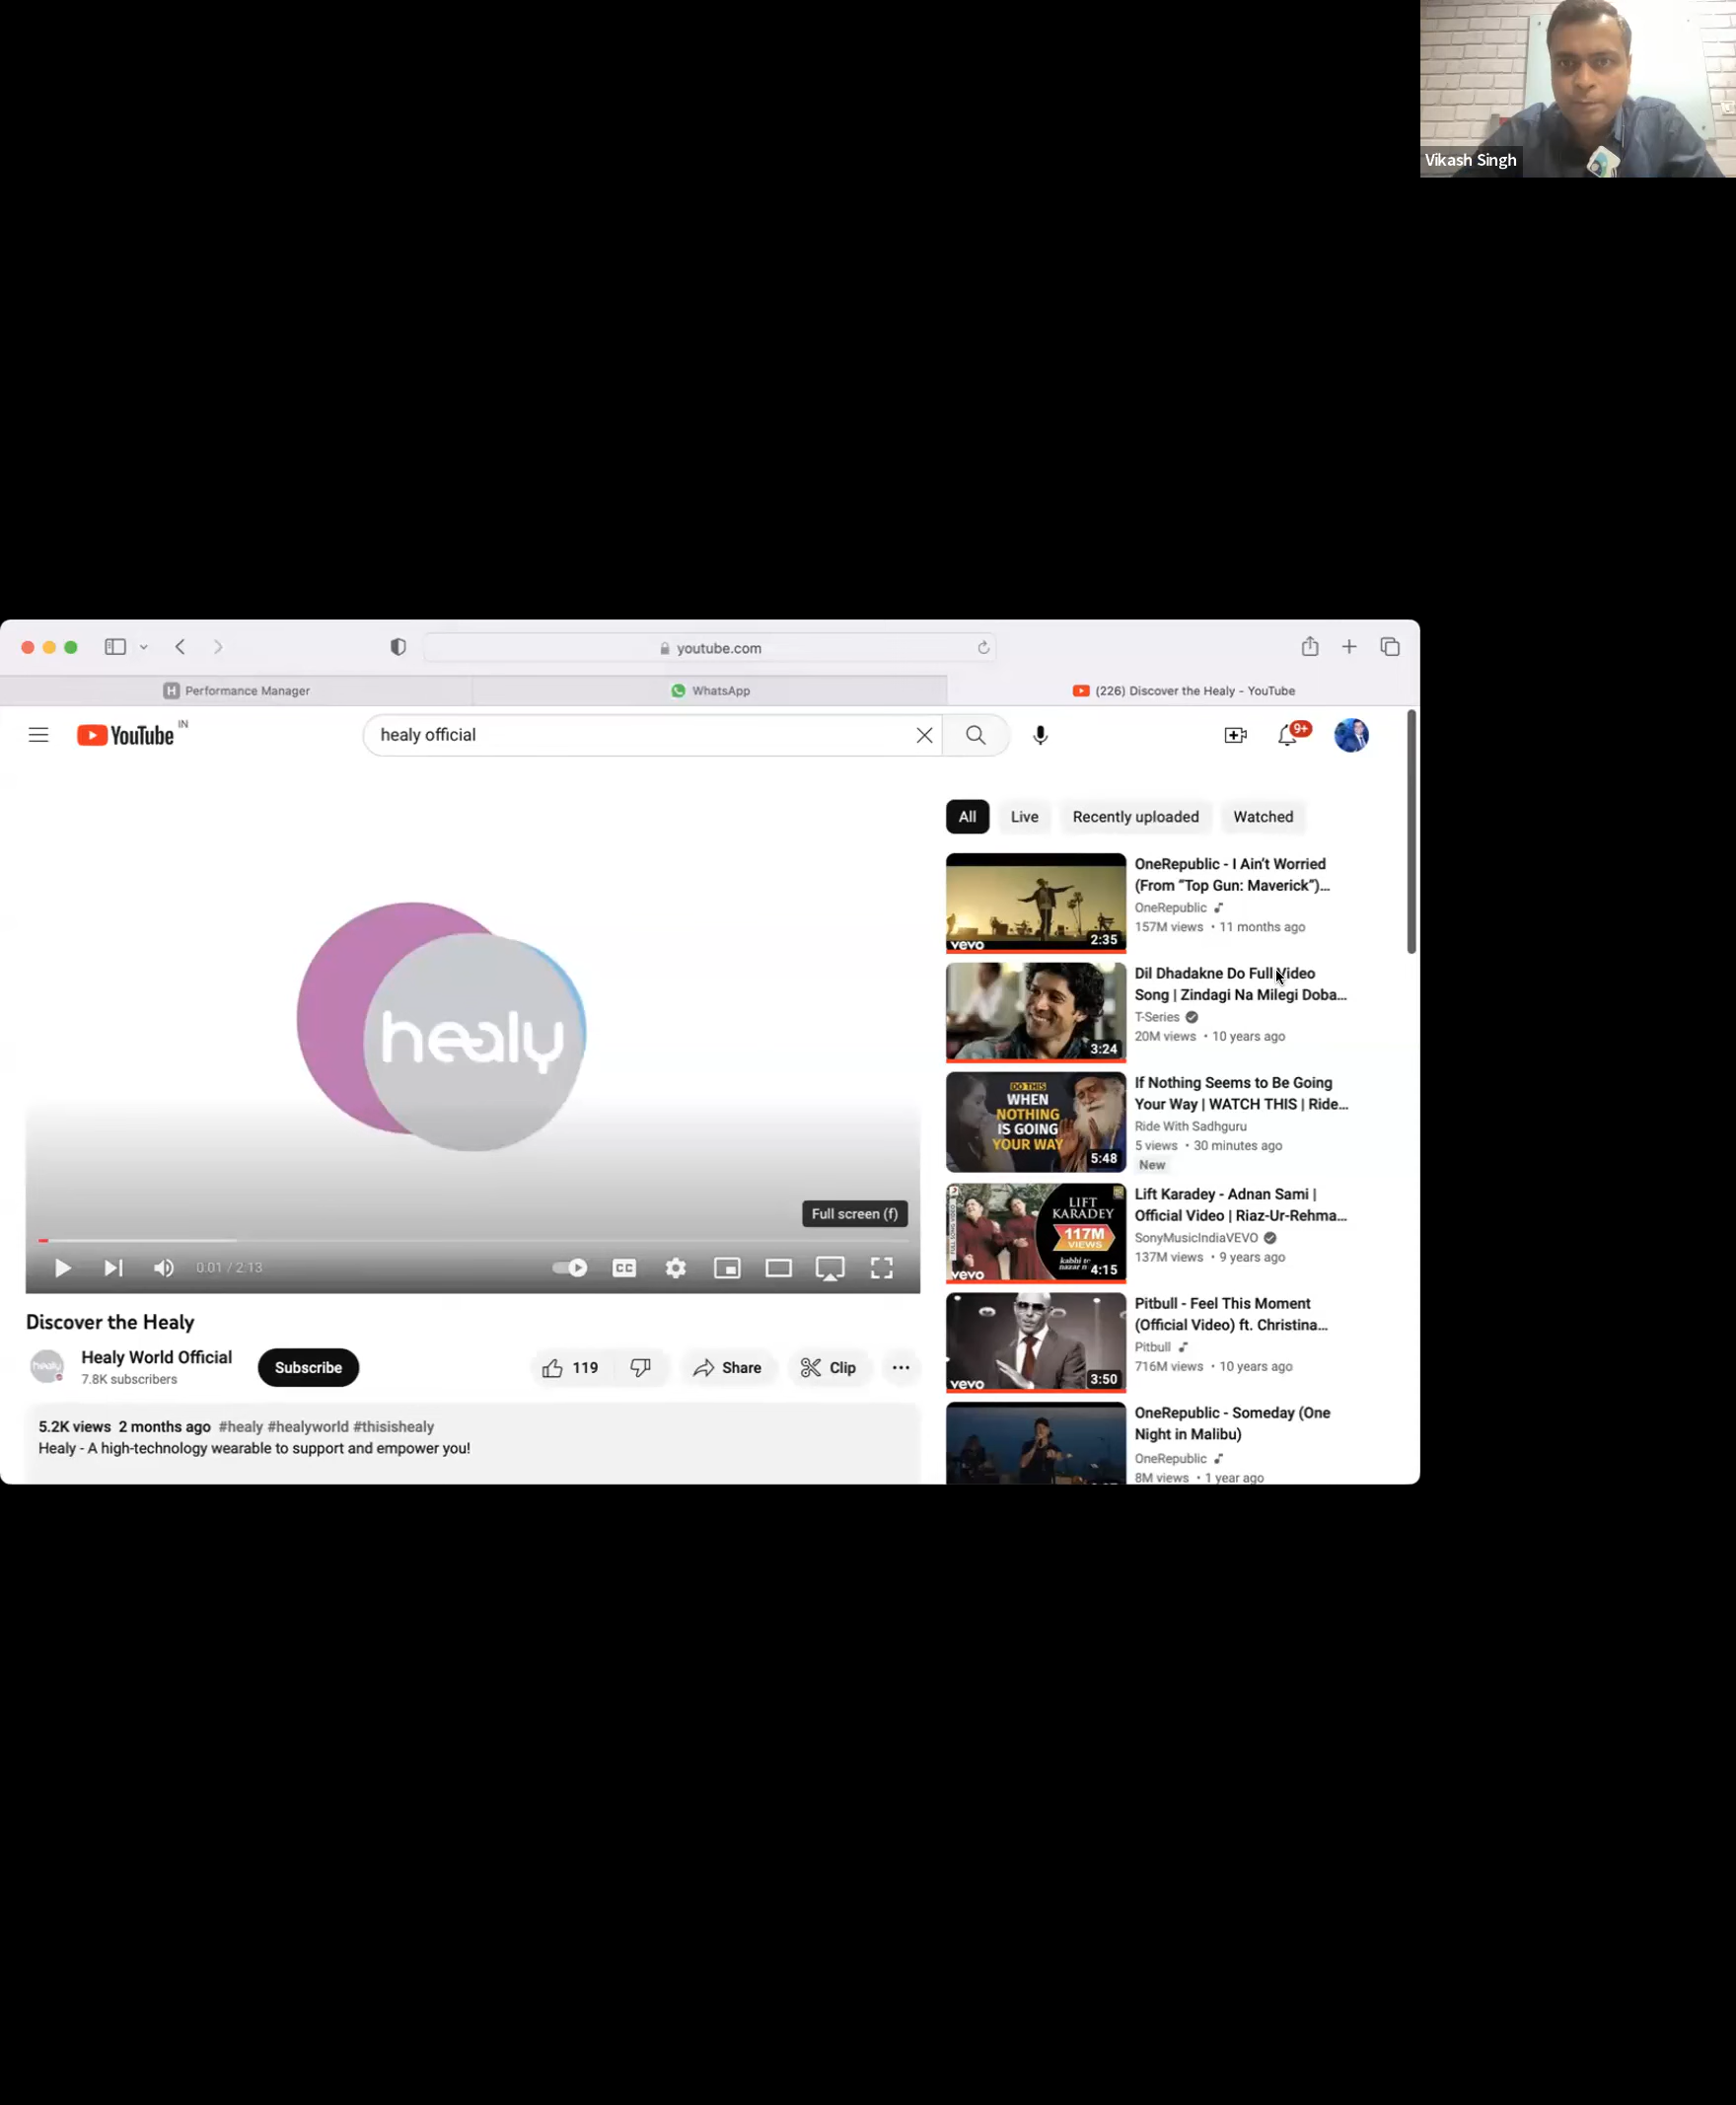 Vikash Singh
youtube.com
Performance Manager
WhatsApp
(226) Discover the Healy - YouTube
YouTube IN
healy official
9+
healy
Full screen (f)
0:01 / 2:13
CC
Discover the Healy
healy
Healy World Official
7.8K subscribers
Subscribe
119
Share
Clip
5.2K views 2 months ago #healy #healyworld #thisishealy
Healy - A high-technology wearable to support and empower you!
All
Live
Recently uploaded
Watched
vevo
2:35
OneRepublic - I Ain't Worried
(From "Top Gun: Maverick")...
OneRepublic
157M views • 11 months ago
3:24
Dil Dhadakne Do Full Video
Song | Zindagi Na Milegi Doba...
T-Series
20M views • 10 years ago
DO THIS
WHEN
NOTHING
IS GOING
YOUR WAY
5:48
If Nothing Seems to Be Going
Your Way | WATCH THIS | Ride...
Ride With Sadhguru
5 views • 30 minutes ago
New
LIFT
KARADEY
117M
VIEWS
kabhi to
nazar
vevo
4:15
Lift Karadey - Adnan Sami |
Official Video | Riaz-Ur-Rehma...
SonyMusicIndiaVEVO
137M views • 9 years ago
vevo
3:50
Pitbull - Feel This Moment
(Official Video) ft. Christina...
Pitbull
716M views • 10 years ago
OneRepublic - Someday (One
Night in Malibu)
OneRepublic
8M views • 1 year ago